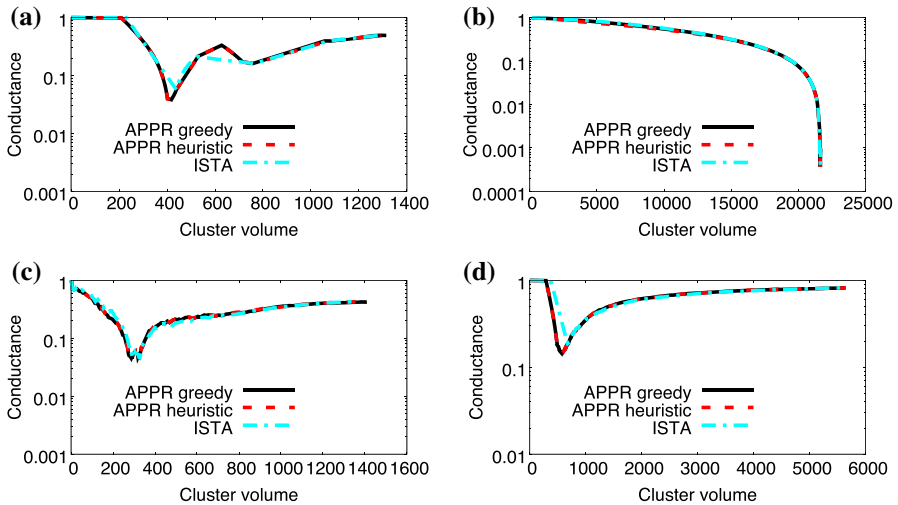 (a)
Conductance
1
0.1
0.01
0.001
APPR greedy
APPR heuristic
ISTA
0 200 400 600 800 1000 1200 1400
Cluster volume
(b)
Conductance
1
0.1
0.01
0.001
0.0001
APPR greedy
APPR heuristic
ISTA
0 5000 10000 15000 20000 25000
Cluster volume
(c)
Conductance
1
0.1
0.01
0.001
APPR greedy
APPR heuristic
ISTA
0 200 400 600 800 1000 1200 1400 1600
Cluster volume
(d)
Conductance
1
0.1
0.01
APPR greedy
APPR heuristic
ISTA
0 1000 2000 3000 4000 5000 6000
Cluster volume